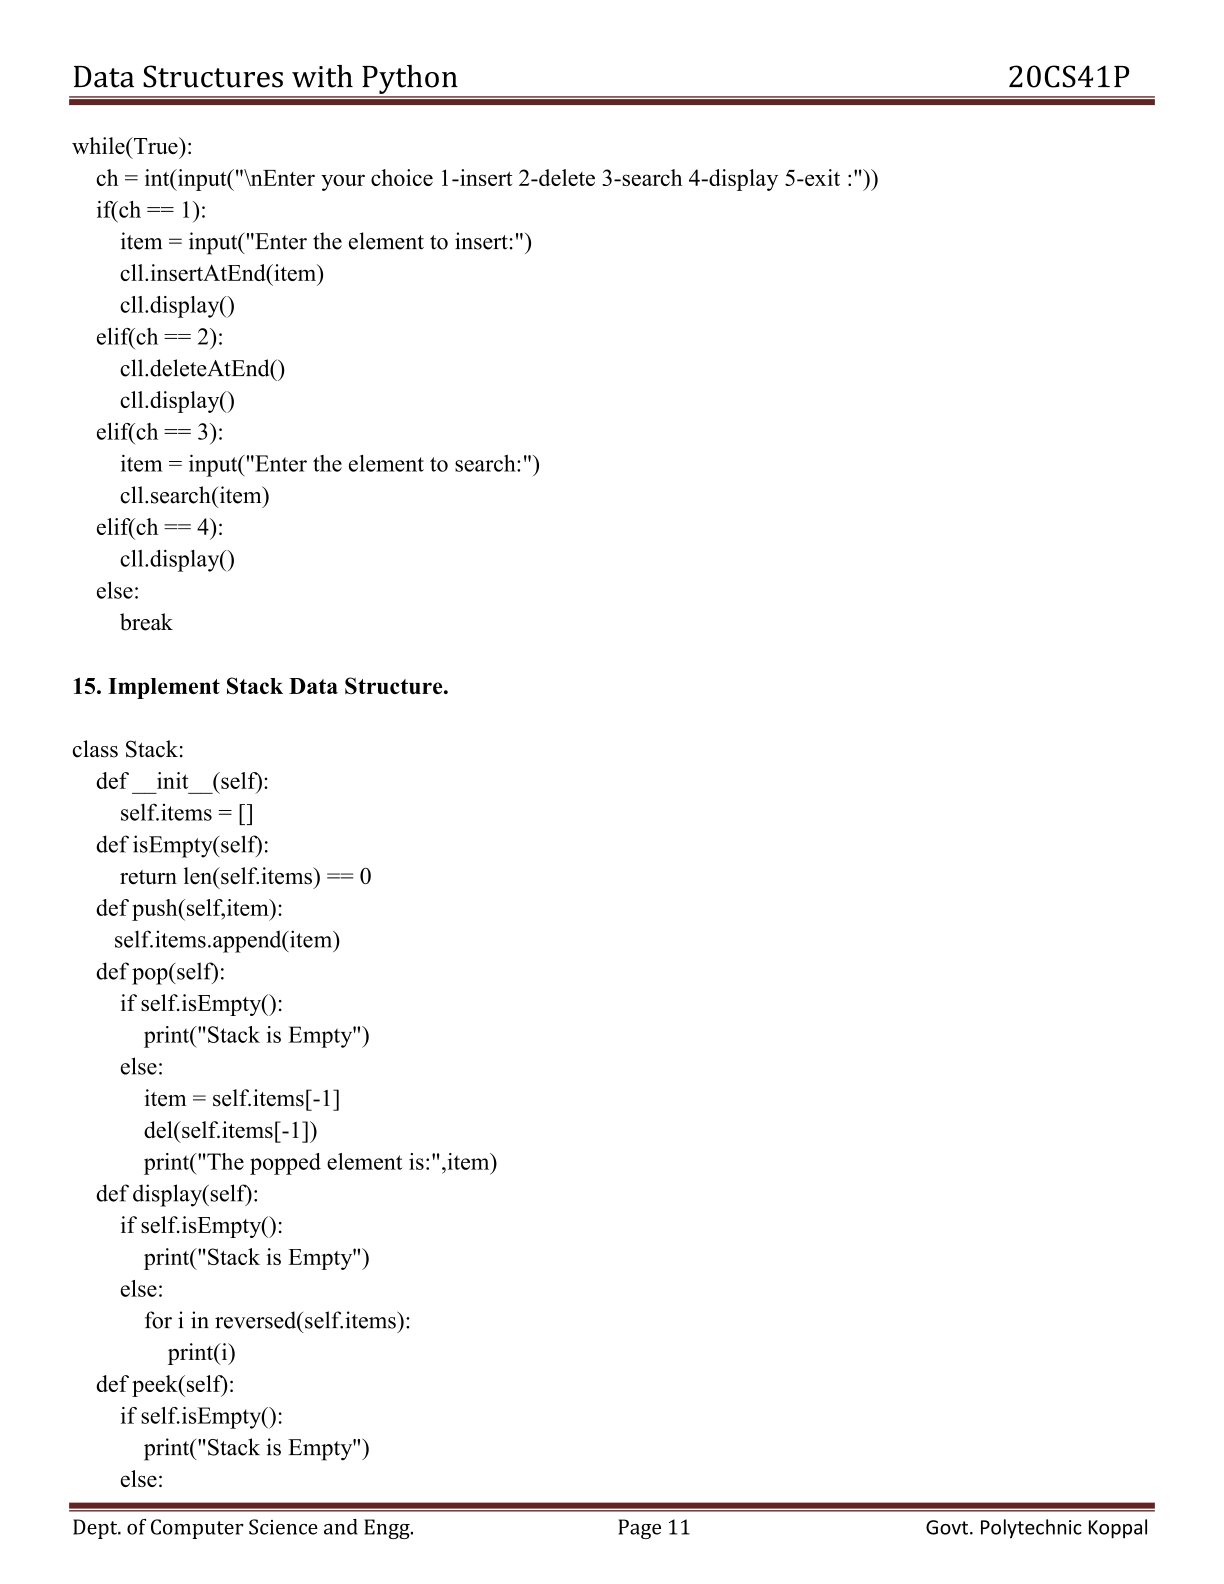 Data Structures with Python 20CS41P
while(True):
    ch = int(input("\nEnter your choice 1-insert 2-delete 3-search 4-display 5-exit :"))
    if(ch == 1):
        item = input("Enter the element to insert:")
        cll.insertAtEnd(item)
        cll.display()
    elif(ch == 2):
        cll.deleteAtEnd()
        cll.display()
    elif(ch == 3):
        item = input("Enter the element to search:")
        cll.search(item)
    elif(ch == 4):
        cll.display()
    else:
        break
15. Implement Stack Data Structure.
class Stack:
    def __init__(self):
        self.items = []
    def isEmpty(self):
        return len(self.items) == 0
    def push(self,item):
       self.items.append(item)
    def pop(self):
        if self.isEmpty():
            print("Stack is Empty")
        else:
            item = self.items[-1]
            del(self.items[-1])
            print("The popped element is:",item)
    def display(self):
        if self.isEmpty():
            print("Stack is Empty")
        else:
            for i in reversed(self.items):
                print(i)
    def peek(self):
        if self.isEmpty():
            print("Stack is Empty")
        else:
Dept. of Computer Science and Engg. Page 11 Govt. Polytechnic Koppal